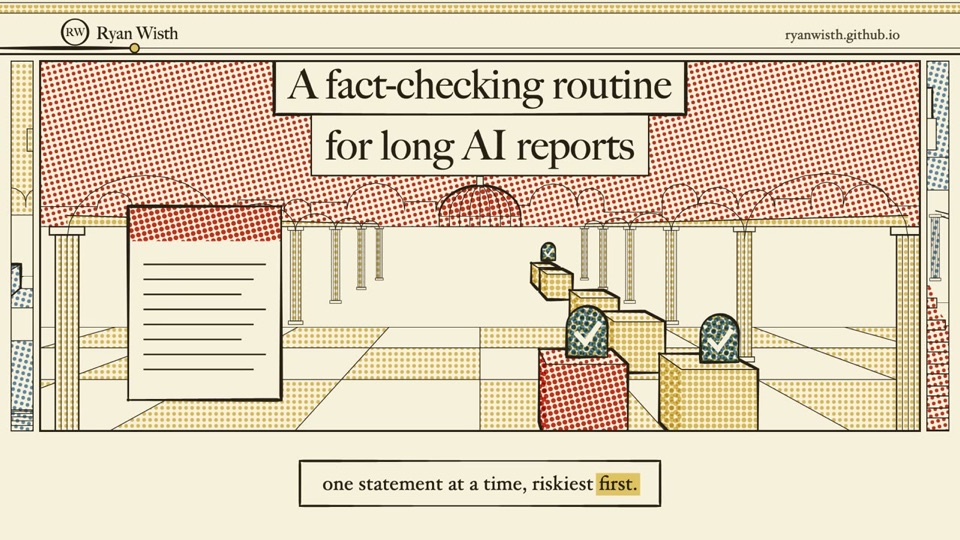 RW Ryan Wisth
ryanwisth.github.io
A fact-checking routine
for long AI reports
one statement at a time, riskiest first.